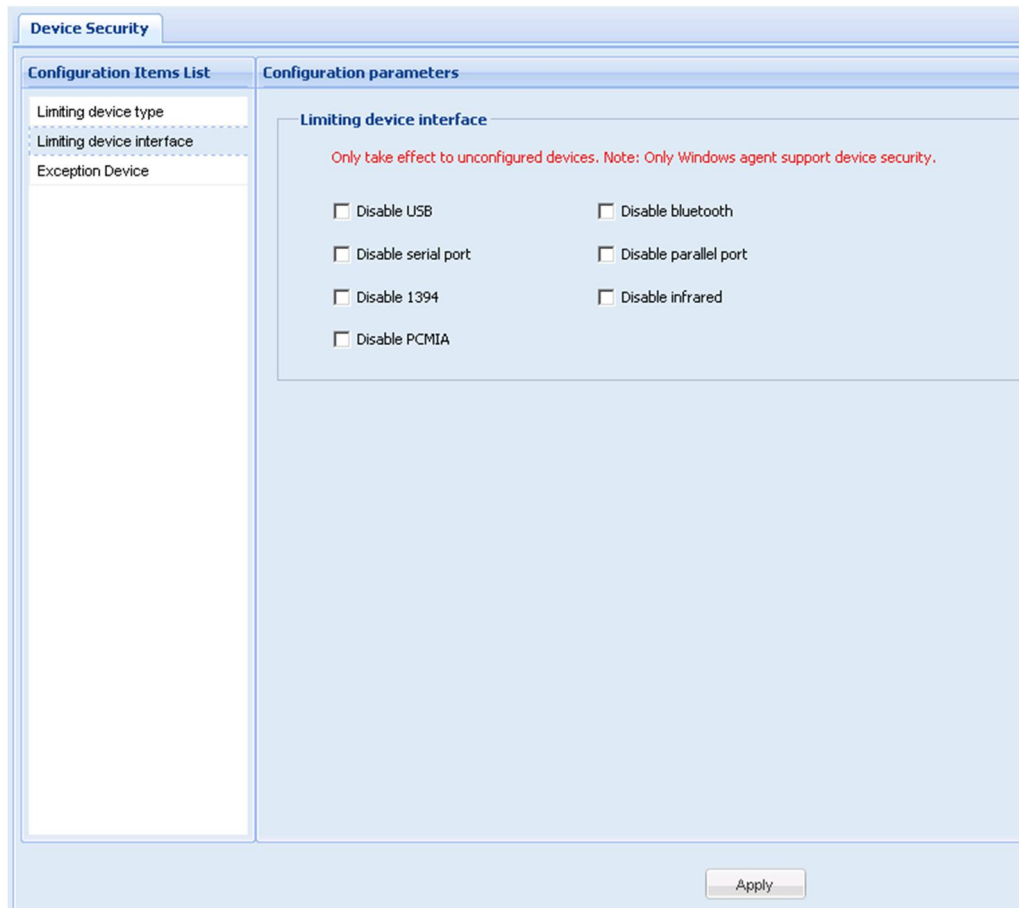 Device Security
Configuration Items List
Configuration parameters
Limiting device type
Limiting device interface
Exception Device
Limiting device interface
Only take effect to unconfigured devices. Note: Only Windows agent support device security.
Disable USB
Disable bluetooth
Disable serial port
Disable parallel port
Disable 1394
Disable infrared
Disable PCMIA
Apply